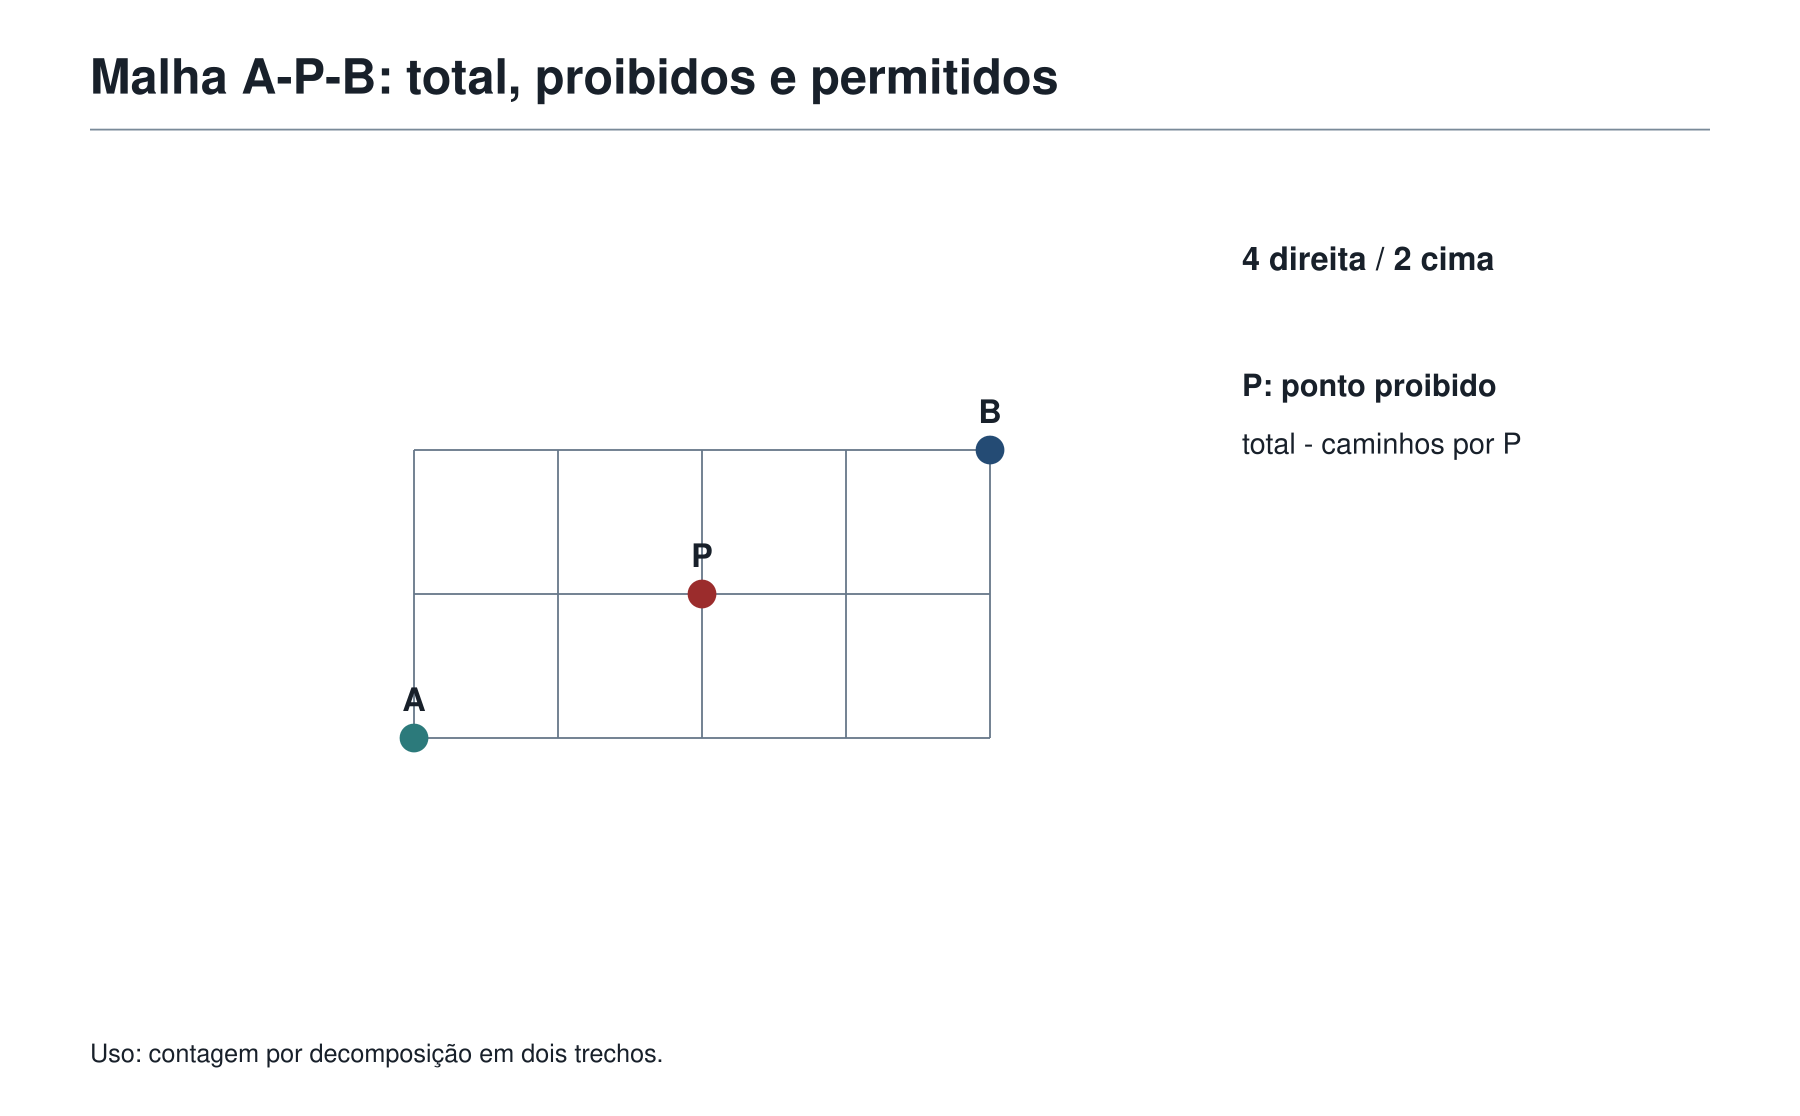 Malha A-P-B: total, proibidos e permitidos
4 direita / 2 cima
P: ponto proibido
total - caminhos por P
B
P
A
Uso: contagem por decomposição em dois trechos.